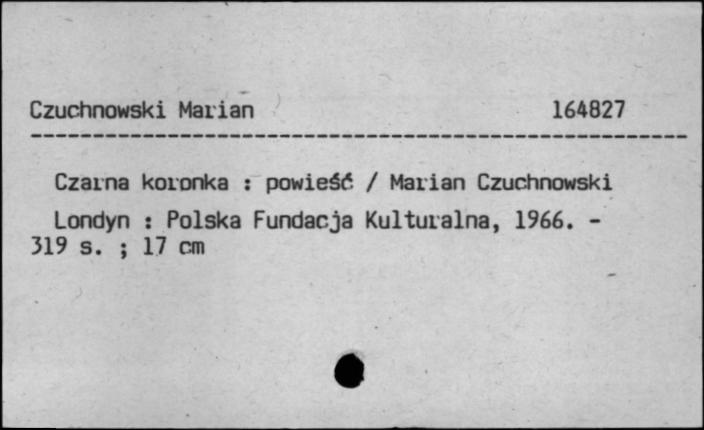 Czuchnowski Marian 164827
Czarna koronka : powieść / Marian Czuchnowski
Londyn : Polska Fundacja Kulturalna, 1966. -
319 s. ; 17 cm